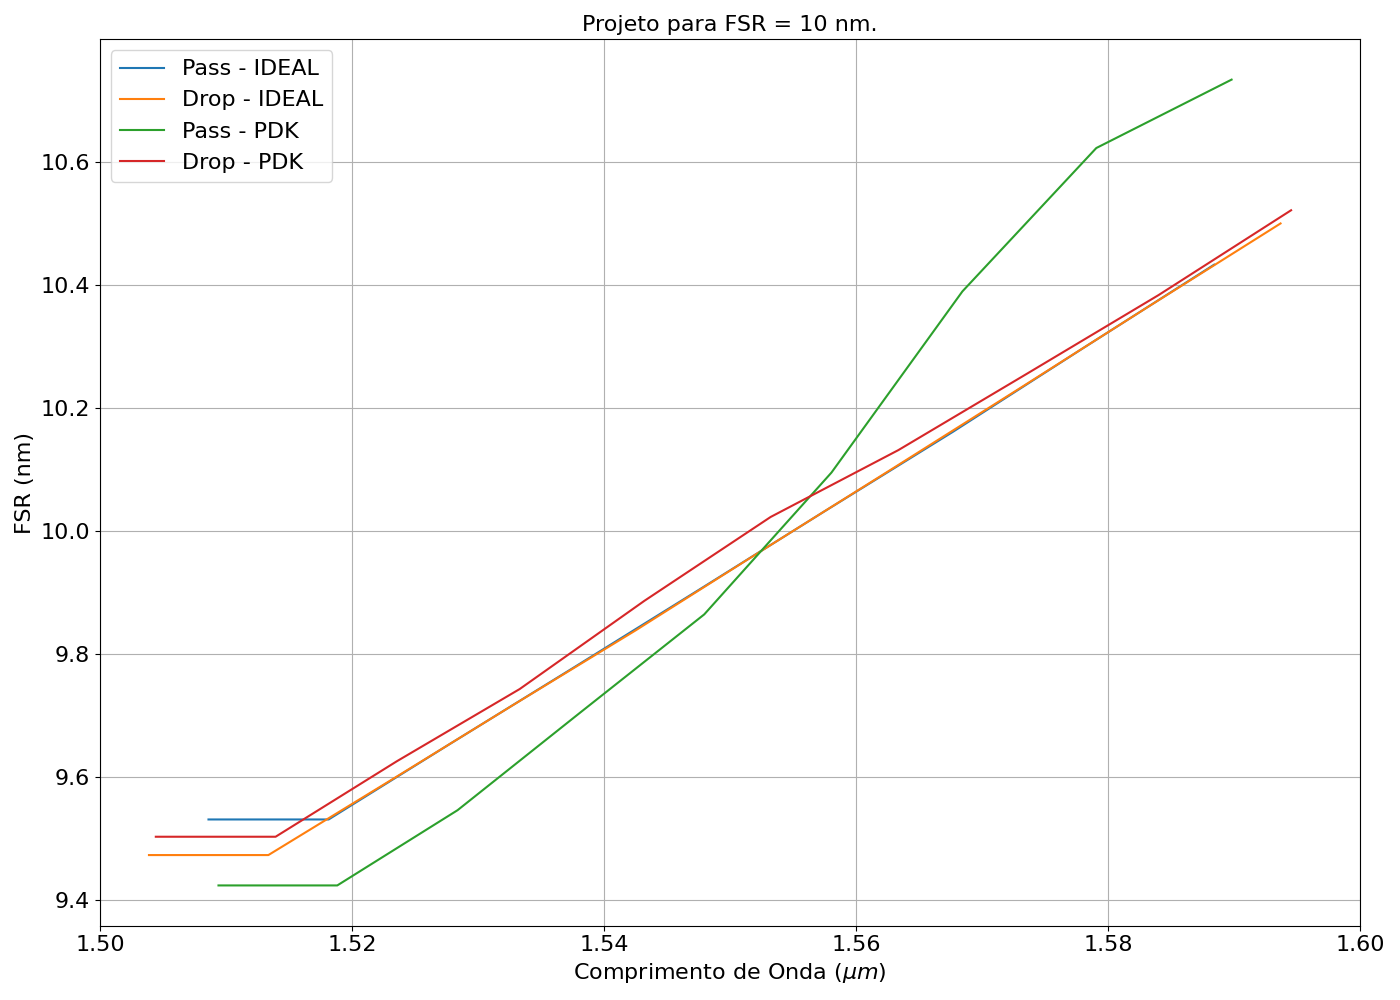 Projeto para FSR = 10 nm.
Pass - IDEAL
Drop - IDEAL
Pass - PDK
Drop - PDK
FSR (nm)
10.6
10.4
10.2
10.0
9.8
9.6
9.4
1.50 1.52 1.54 1.56 1.58 1.60
Comprimento de Onda (μm)